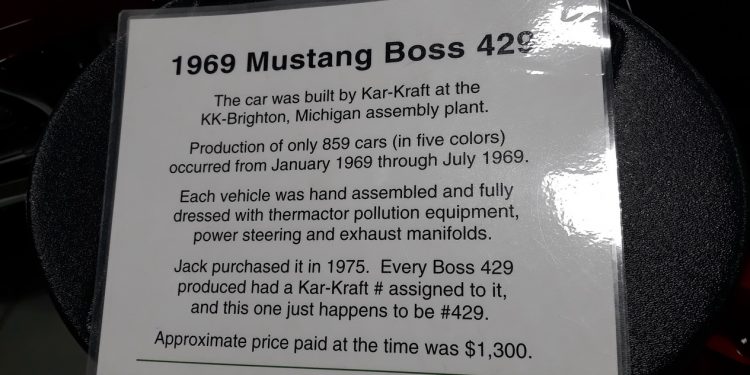 1969 Mustang Boss 429
The car was built by Kar-Kraft at the
KK-Brighton, Michigan assembly plant.
Production of only 859 cars (in five colors)
occurred from January 1969 through July 1969.
Each vehicle was hand assembled and fully
dressed with thermactor pollution equipment,
power steering and exhaust manifolds.
Jack purchased it in 1975. Every Boss 429
produced had a Kar-Kraft # assigned to it,
and this one just happens to be #429.
Approximate price paid at the time was $1,300.